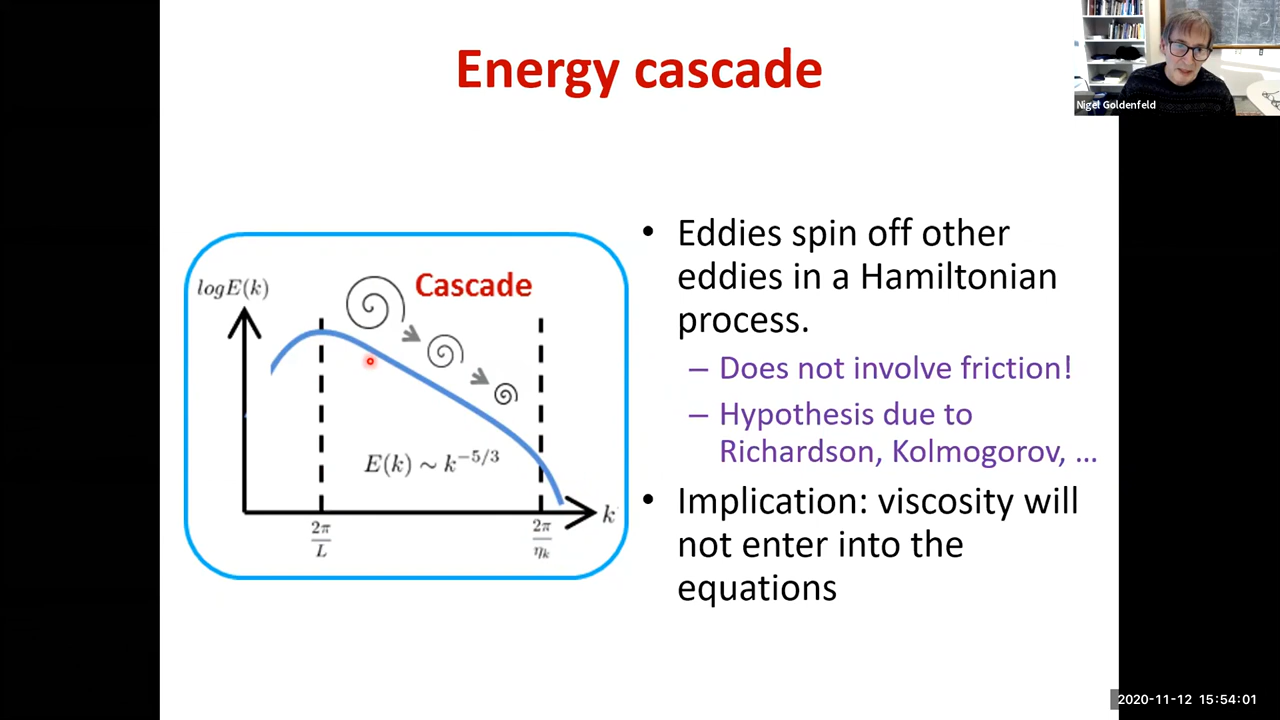 Energy cascade
Nigel Goldenfeld
• Eddies spin off other
eddies in a Hamiltonian
process.
– Does not involve friction!
– Hypothesis due to
Richardson, Kolmogorov, ...
• Implication: viscosity will
not enter into the
equations
logE(k)
Cascade
E(k) ∼ k^{-5/3}
k
2π/L
2π/η_k
2020-11-12 15:54:01